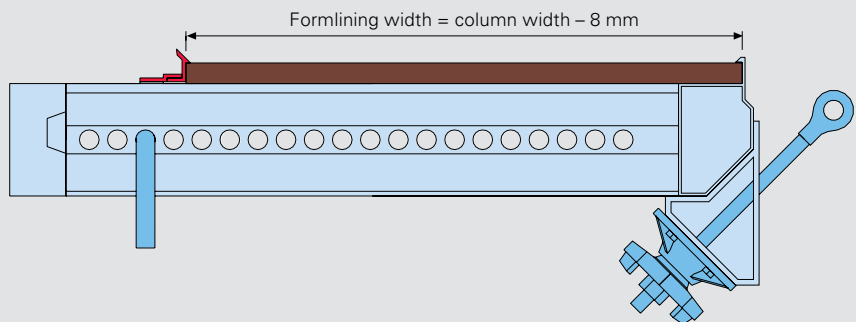 Formlining width = column width – 8 mm